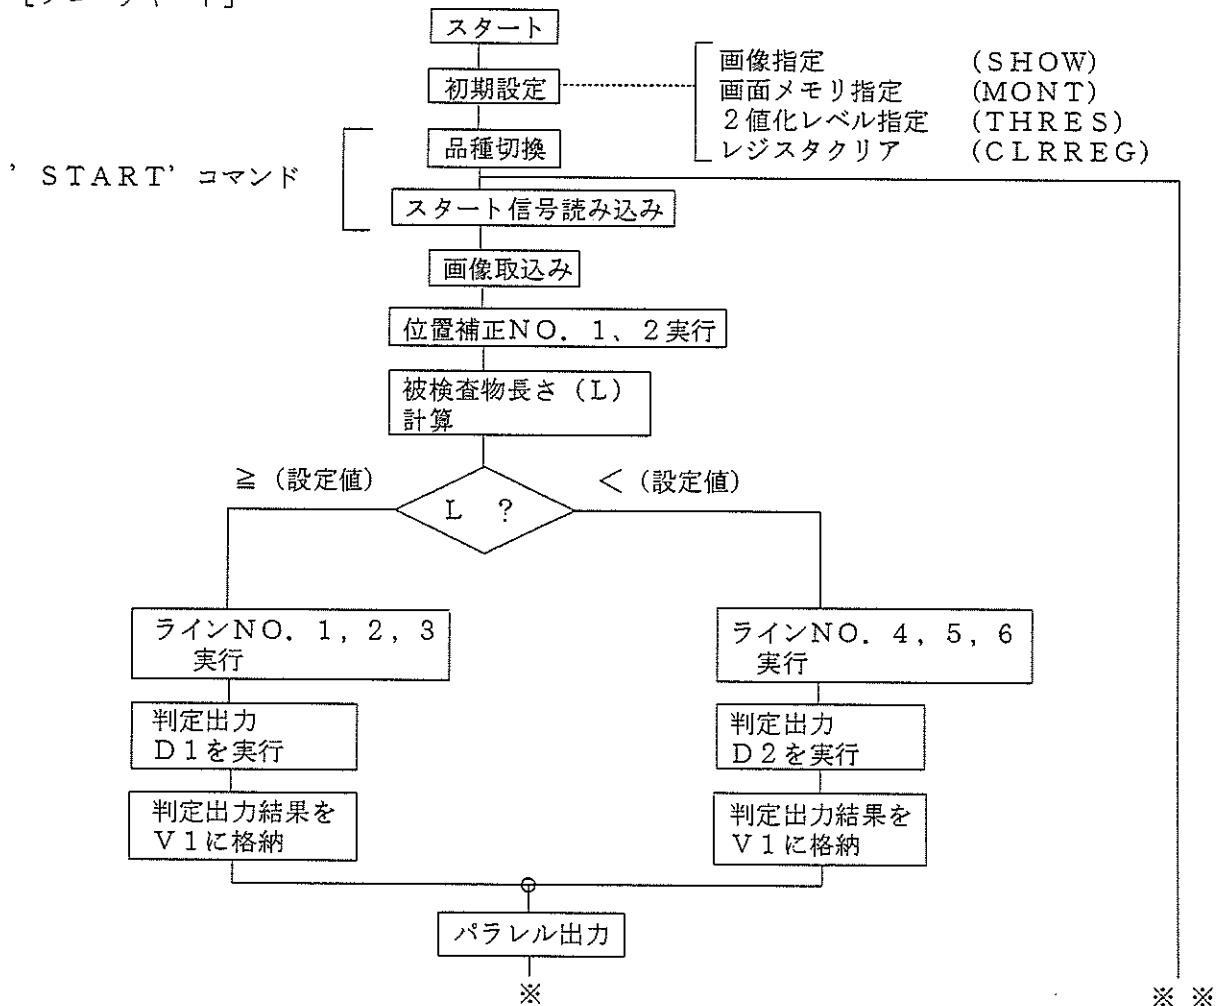 スタート
初期設定
画像指定 (SHOW)
画面メモリ指定 (MONT)
2値化レベル指定 (THRES)
レジスタクリア (CLRREG)
品種切換
' START' コマンド
スタート信号読み込み
画像取込み
位置補正NO. 1、2実行
被検査物長さ (L)
計算
≧ (設定値)
< (設定値)
L ?
ラインNO. 1, 2, 3
実行
ラインNO. 4, 5, 6
実行
判定出力
D1を実行
判定出力
D2を実行
判定出力結果を
V1に格納
判定出力結果を
V1に格納
パラレル出力
※
※ ※